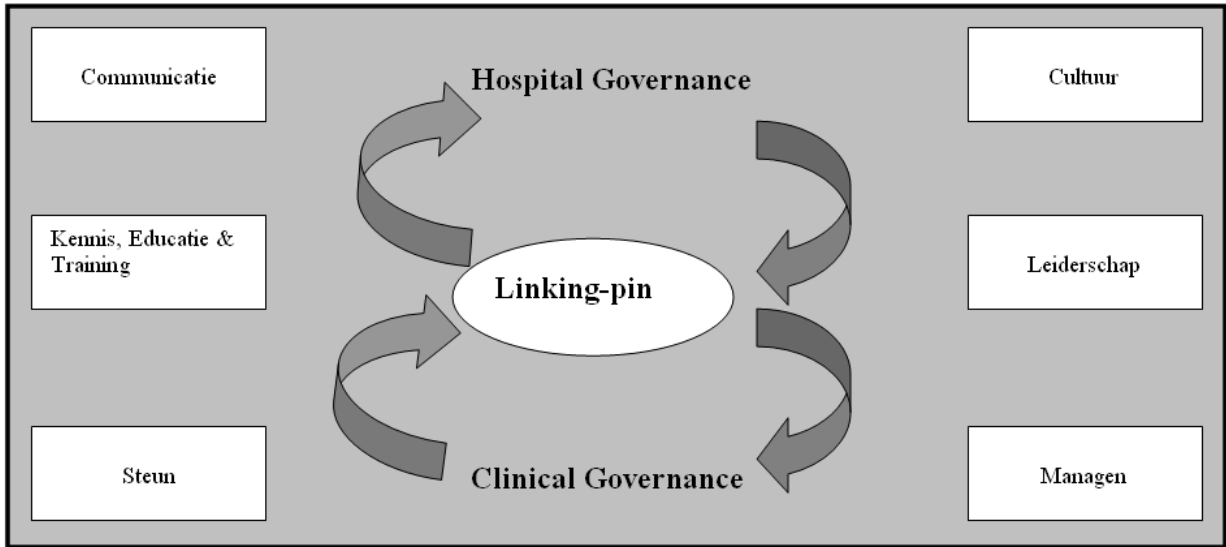 Communicatie
Hospital Governance
Cultuur
Kennis, Educatie &
Training
Linking-pin
Leiderschap
Steun
Clinical Governance
Managen